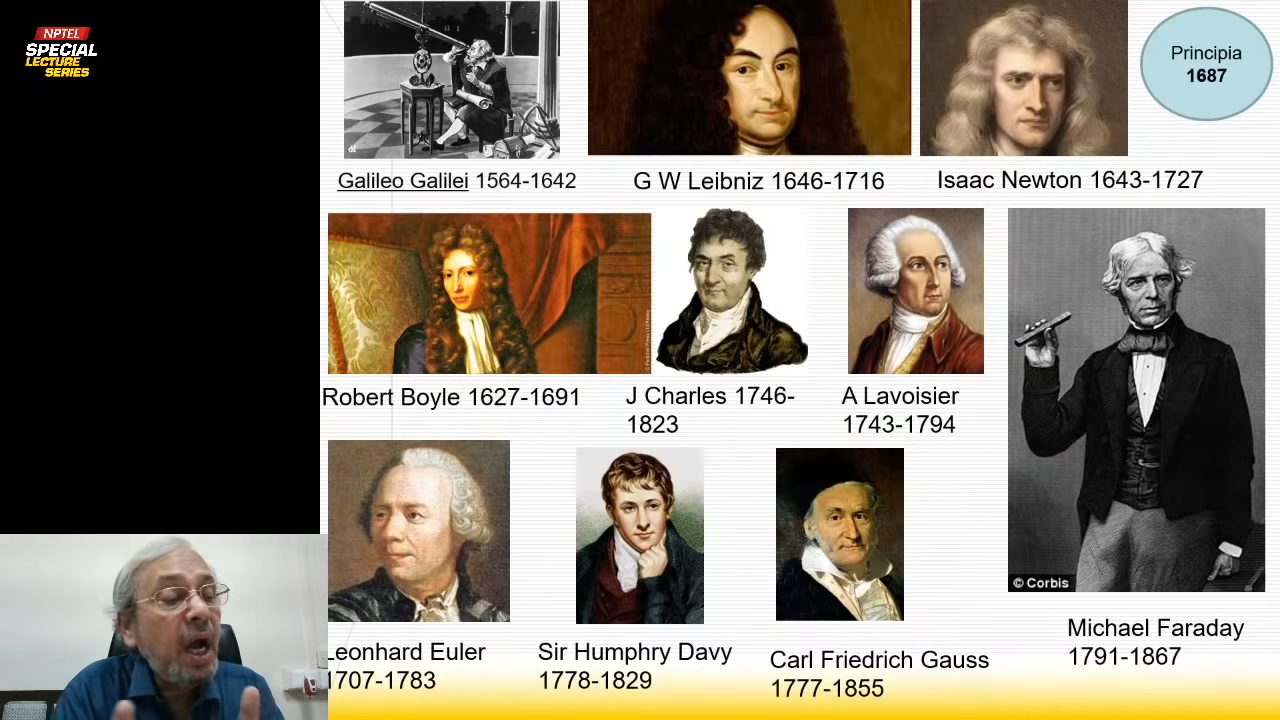 NPTEL
SPECIAL
LECTURE
SERIES
Principia
1687
Galileo Galilei 1564-1642
G W Leibniz 1646-1716
Isaac Newton 1643-1727
Robert Boyle 1627-1691
J Charles 1746-
1823
A Lavoisier
1743-1794
© Corbis
Michael Faraday
1791-1867
Leonhard Euler
1707-1783
Sir Humphry Davy
1778-1829
Carl Friedrich Gauss
1777-1855